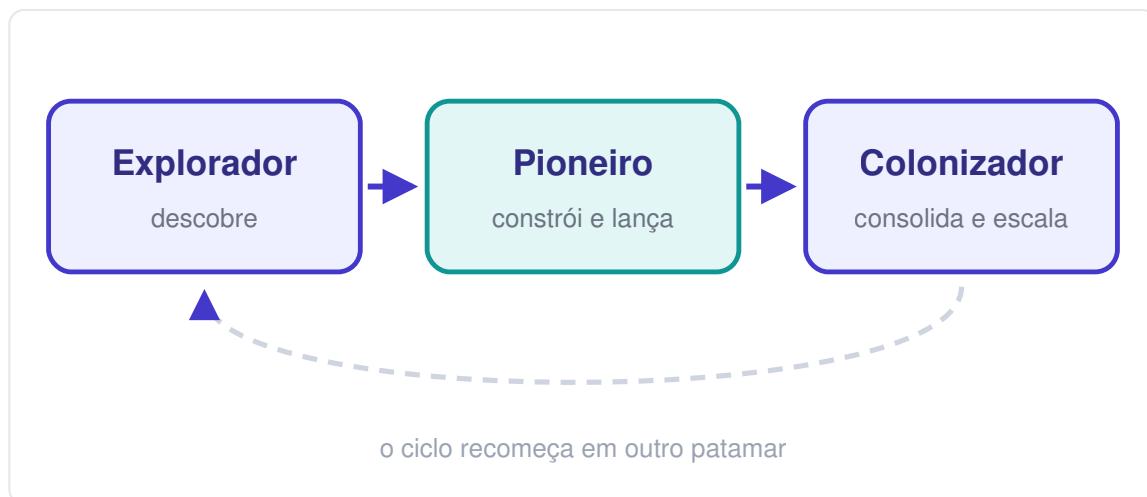 Explorador
descobre
Pioneiro
constrói e lança
Colonizador
consolida e escala
o ciclo recomeça em outro patamar